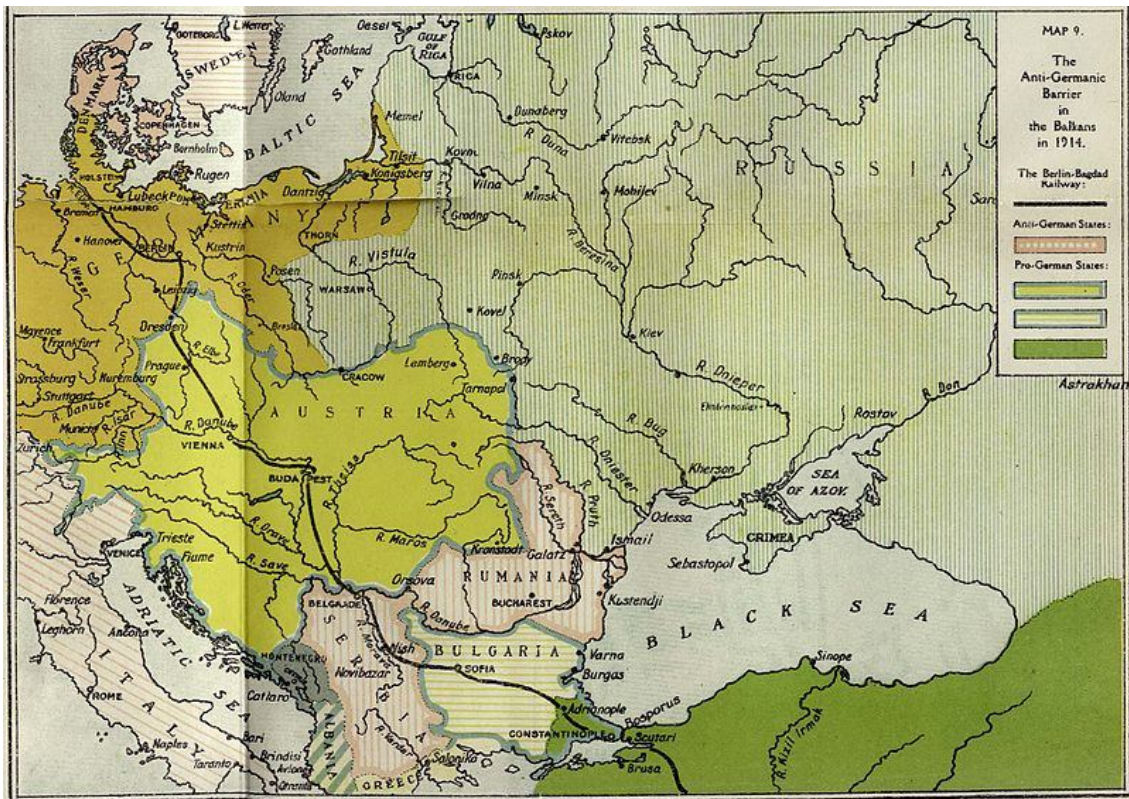 MAP 9.
The
Anti-Germanic
Barrier
in
the Balkans
in 1914.
The Berlin-Bagdad
Railway:
Anti-German States:
Pro-German States:
GOTEBORG
SWEDEN
Gothland
Oland
Oesel
GULF
OF
RIGA
RIGA
Pskov
DENMARK
COPENHAGEN
Bornholm
BALTIC SEA
Dunaberg
R. Duna
Vitebsk
RUSSIA
Memel
Tilsit
Konigsberg
Kovno
Vilna
Minsk
Mohilev
R. Beresina
Grodno
HOLSTEIN
Rugen
Lubeck
HAMBURG
Bremen
Dantzig
Stettin
Kustrin
THORN
GERMANY
Hanover
BERLIN
R. Weser
R. Oder
Posen
R. Vistula
WARSAW
Pinsk
Kovel
Kiev
Leipzig
Dresden
Breslau
R. Elbe
Prague
Mayence
Frankfurt
Nuremburg
Strassburg
Stuttgart
R. Danube
Munich
R. Isar
R. Inn
Zurich
CRACOW
Lemberg
Brody
Tarnapol
R. Dnieper
R. Don
Astrakhan
Rostov
AUSTRIA
R. Danube
VIENNA
BUDAPEST
R. Theiss
R. Drave
R. Save
R. Maros
Kronstadt
Orsova
R. Bug
R. Dniester
R. Pruth
R. Sereth
Kherson
Odessa
SEA
OF AZOV.
CRIMEA
Sebastopol
Trieste
Fiume
VENICE
Galatz
Ismail
RUMANIA
BUCHAREST
Kustendji
R. Danube
BELGRADE
SERBIA
R. Morava
Nish
Novibazar
R. Vardar
BULGARIA
SOFIA
Varna
Burgas
BLACK SEA
Sinope
Florence
Leghorn
Ancona
ADRIATIC SEA
ITALY
ROME
Naples
Bari
Brindisi
Taranto
Otranto
Avlona
MONTENEGRO
Cattaro
ALBANIA
Salonika
GREECE
Adrianople
CONSTANTINOPLE
Bosporus
Scutari
Brusa
R. Kizil Irmak